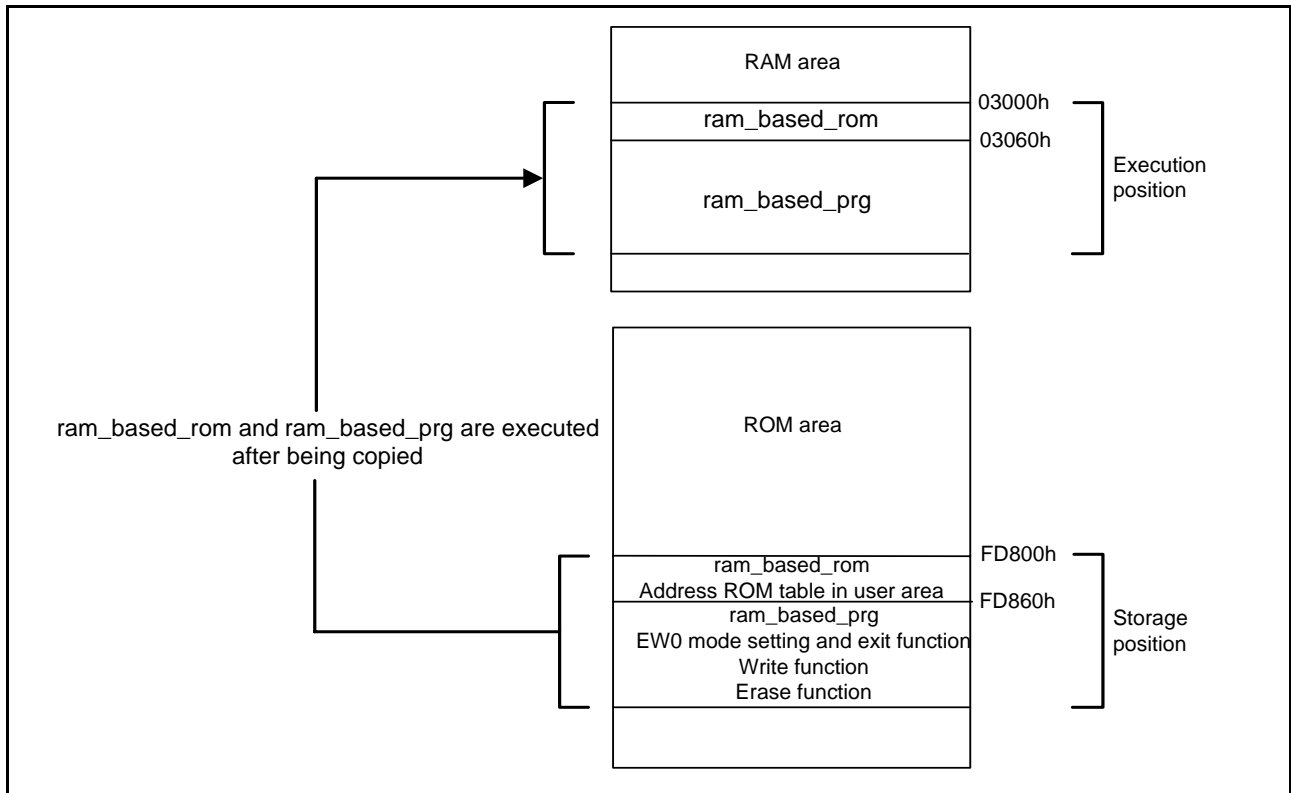 RAM area
03000h
ram_based_rom
03060h
Execution
position
ram_based_prg
ram_based_rom and ram_based_prg are executed
after being copied
ROM area
FD800h
ram_based_rom
Address ROM table in user area
FD860h
ram_based_prg
EW0 mode setting and exit function
Write function
Erase function
Storage
position